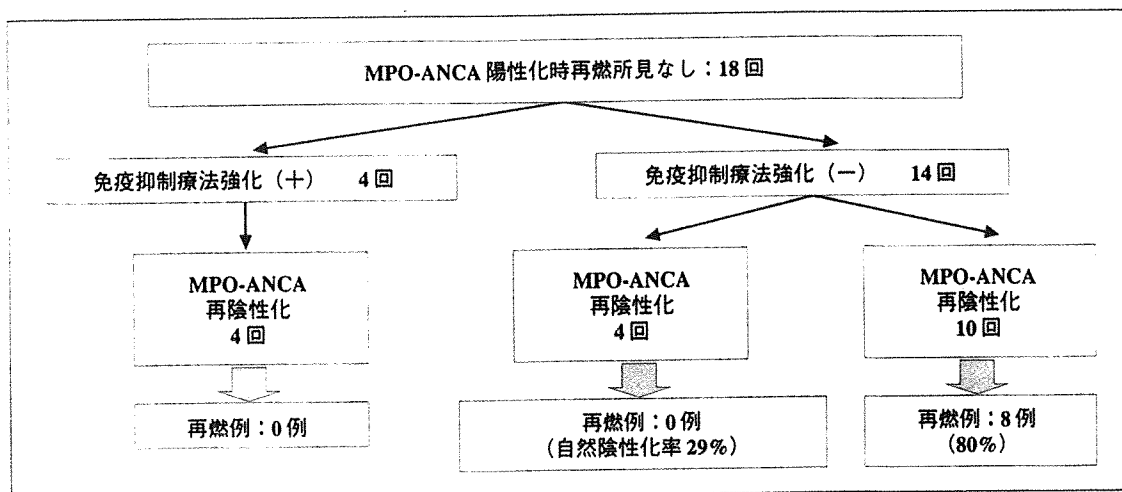 MPO-ANCA 陽性化時再燃所見なし：18 回
免疫抑制療法強化（＋） 4 回
免疫抑制療法強化（－） 14 回
MPO-ANCA
再陰性化
4 回
MPO-ANCA
再陰性化
4 回
MPO-ANCA
再陰性化
10 回
再燃例：0 例
再燃例：0 例
（自然陰性化率 29%）
再燃例：8 例
(80%)